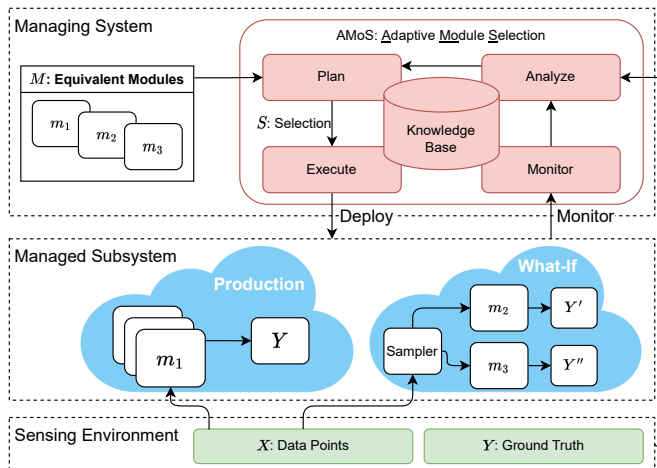 Managing System
AMoS: Adaptive Module Selection
M: Equivalent Modules
m₁
m₂
m₃
Plan
Analyze
S: Selection
Knowledge
Base
Execute
Monitor
Deploy
Monitor
Managed Subsystem
Production
What-If
m₁
Y
Sampler
m₂
Y′
m₃
Y″
Sensing Environment
X: Data Points
Y: Ground Truth